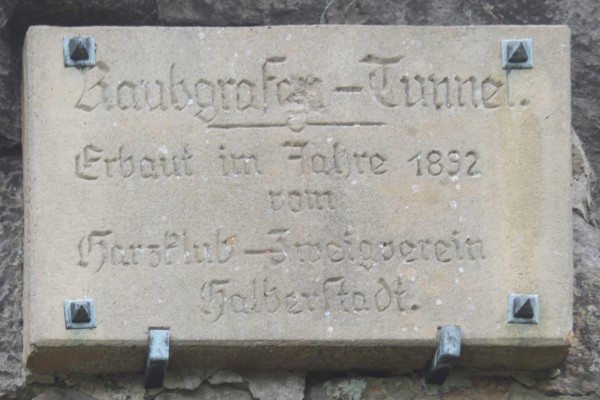 Raubgrafen-Tunnel.
Erbaut im Jahre 1892
vom
Harzklub-Zweigverein
Halberstadt.